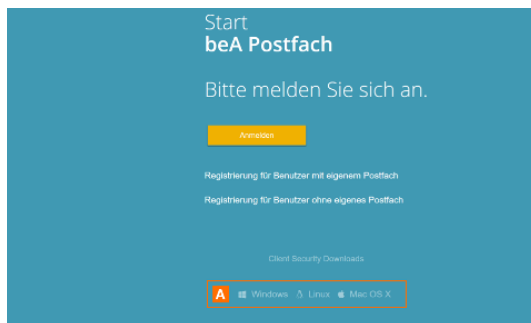 Start
beA Postfach
Bitte melden Sie sich an.
Anmelden
Registrierung für Benutzer mit eigenem Postfach
Registrierung für Benutzer ohne eigenes Postfach
Client Security Downloads
A Windows Linux Mac OS X